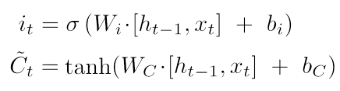 i_t = σ (W_i·[h_{t−1}, x_t] + b_i)
C̃_t = tanh(W_C·[h_{t−1}, x_t] + b_C)